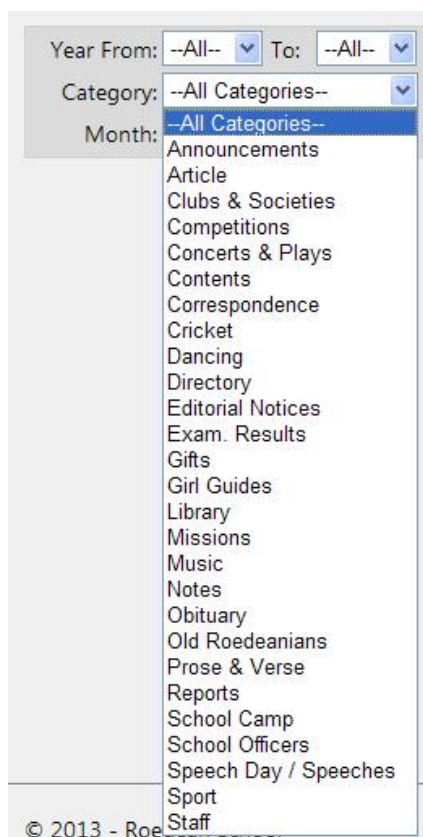 Year From: --All-- To: --All--
Category: --All Categories--
Month:
--All Categories--
Announcements
Article
Clubs & Societies
Competitions
Concerts & Plays
Contents
Correspondence
Cricket
Dancing
Directory
Editorial Notices
Exam. Results
Gifts
Girl Guides
Library
Missions
Music
Notes
Obituary
Old Roedeanians
Prose & Verse
Reports
School Camp
School Officers
Speech Day / Speeches
Sport
Staff
© 2013 - Roedean School